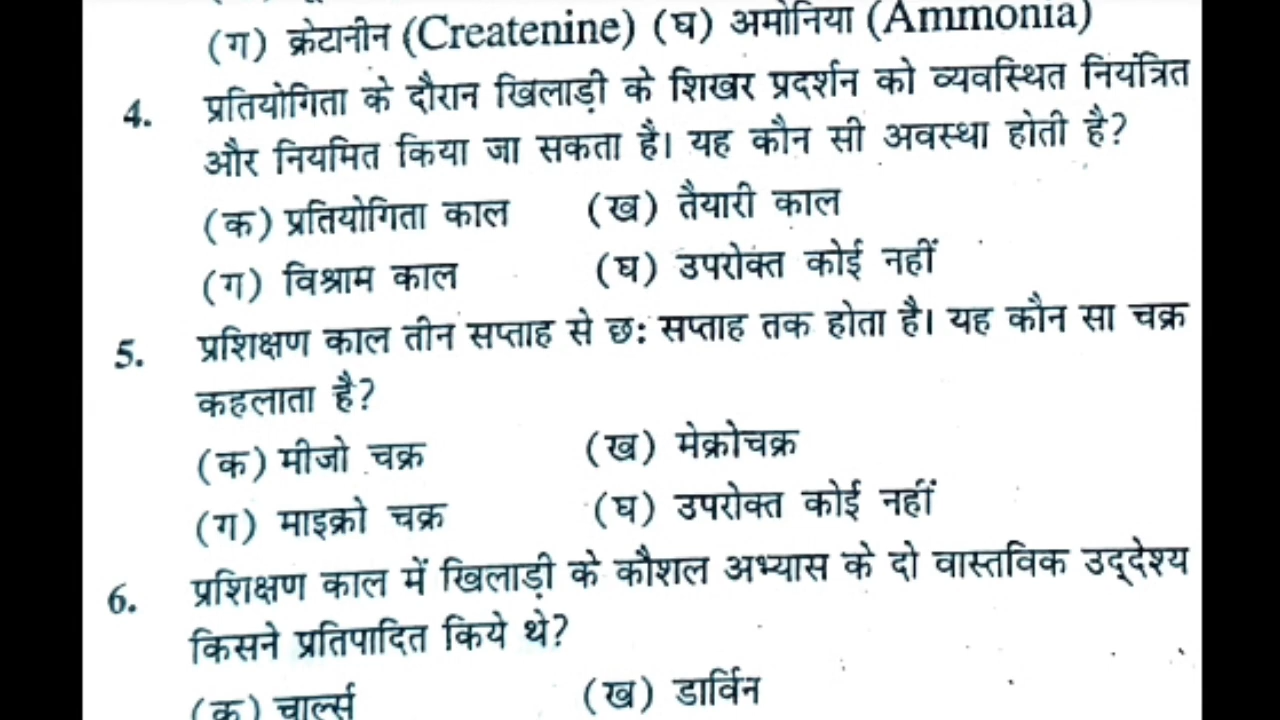 (ग) क्रेटानीन (Createnine) (घ) अमोनिया (Ammonia)
4. प्रतियोगिता के दौरान खिलाड़ी के शिखर प्रदर्शन को व्यवस्थित नियंत्रित
और नियमित किया जा सकता है। यह कौन सी अवस्था होती है?
(क) प्रतियोगिता काल (ख) तैयारी काल
(ग) विश्राम काल (घ) उपरोक्त कोई नहीं
5. प्रशिक्षण काल तीन सप्ताह से छः सप्ताह तक होता है। यह कौन सा चक्र
कहलाता है?
(क) मीजो चक्र (ख) मेक्रोचक्र
(ग) माइक्रो चक्र (घ) उपरोक्त कोई नहीं
6. प्रशिक्षण काल में खिलाड़ी के कौशल अभ्यास के दो वास्तविक उद्देश्य
किसने प्रतिपादित किये थे?
(क) चार्ल्स (ख) डार्विन